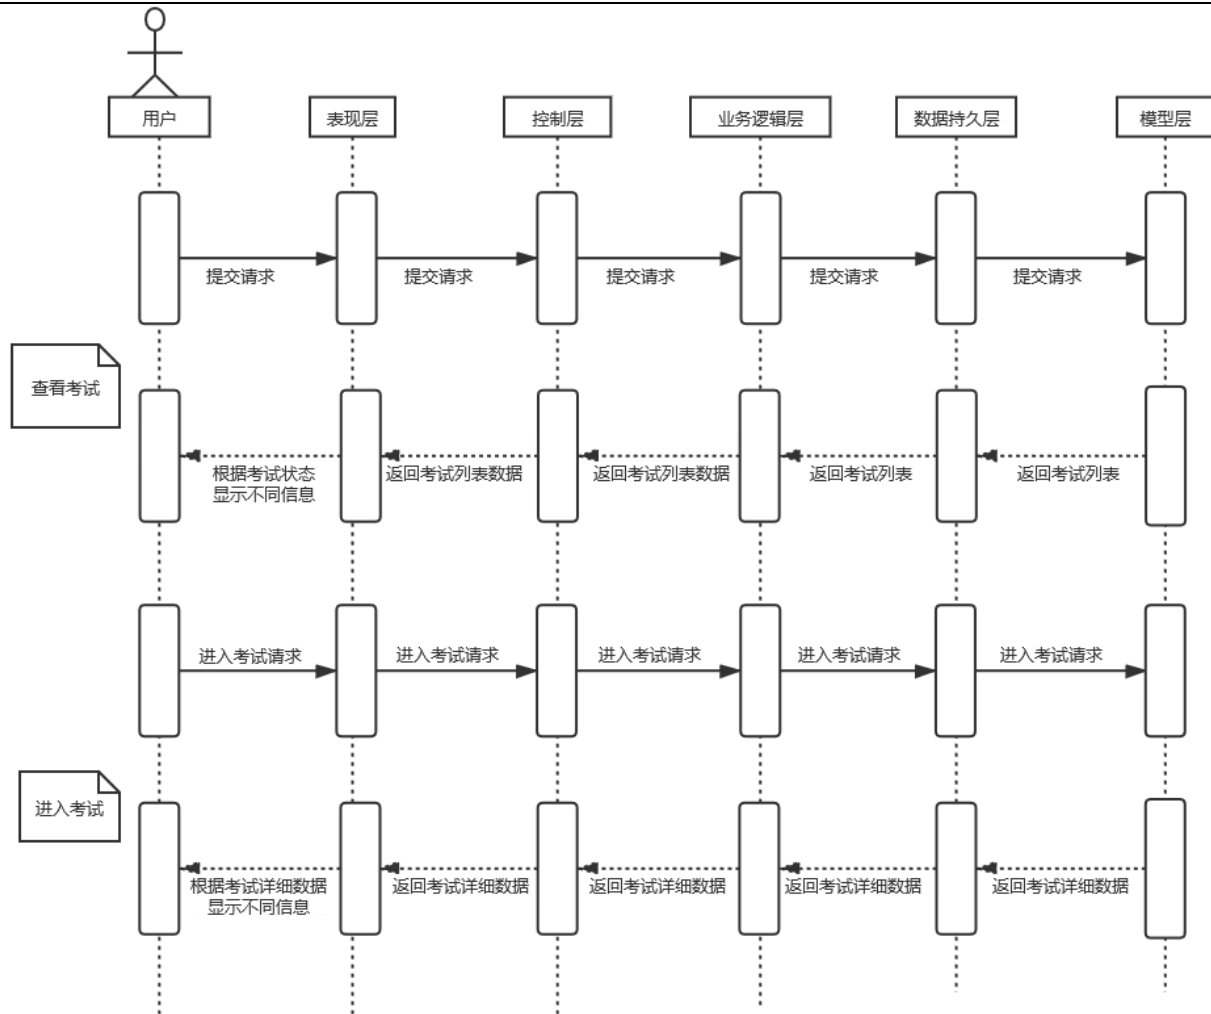 用户
表现层
控制层
业务逻辑层
数据持久层
模型层
提交请求
提交请求
提交请求
提交请求
提交请求
查看考试
根据考试状态
显示不同信息
返回考试列表数据
返回考试列表数据
返回考试列表
返回考试列表
进入考试请求
进入考试请求
进入考试请求
进入考试请求
进入考试请求
进入考试
根据考试详细数据
显示不同信息
返回考试详细数据
返回考试详细数据
返回考试详细数据
返回考试详细数据